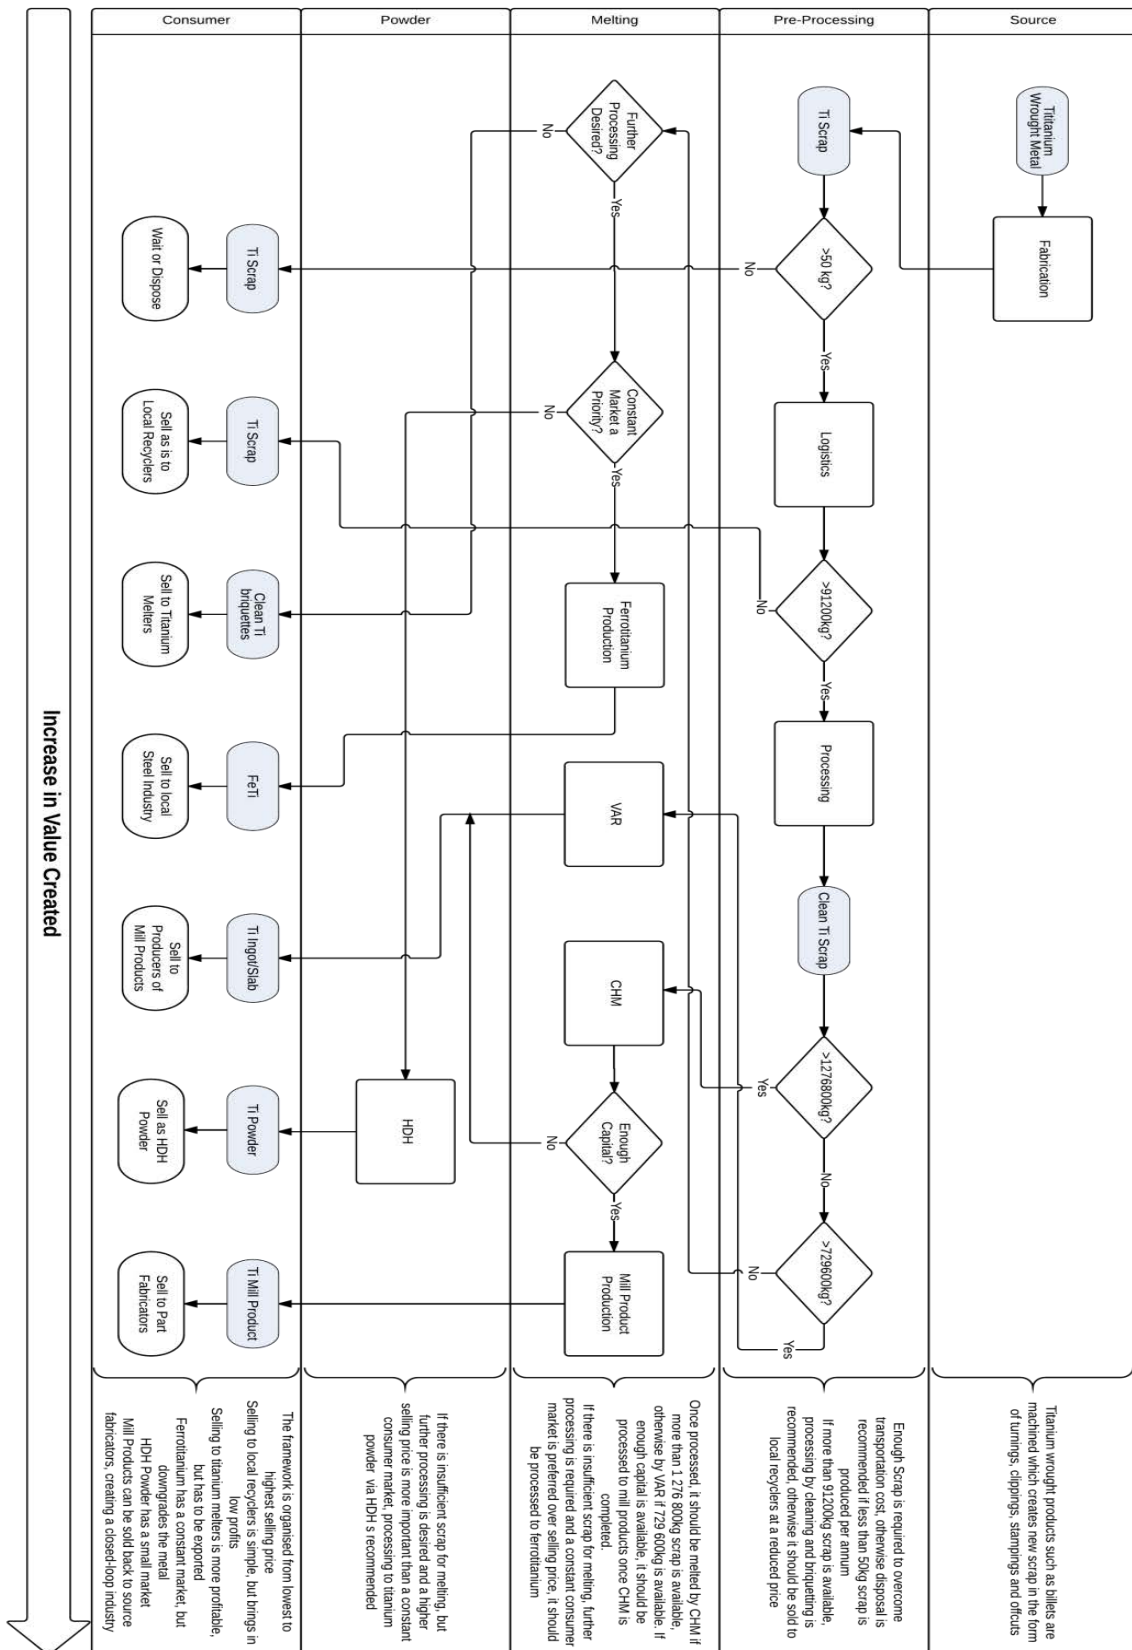 Source
Tititanium
Wrought Metal
Fabrication
Titanium wrought products such as billets are
machined which creates new scrap in the form
of turnings, clippings, stampings and offcuts
Pre-Processing
Ti Scrap
>50 kg?
No
Yes
Logistics
>91200kg?
No
Yes
Processing
Clean Ti Scrap
>1276800kg?
Yes
No
>729600kg?
No
Yes
Enough Scrap is required to overcome
transportation cost, otherwise disposal is
recommended if less than 50kg scrap is
produced per annum
If more than 91200kg scrap is available,
processing by cleaning and briquetting is
recommended, otherwise it should be sold to
local recyclers at a reduced price
Melting
Further
Processing
Desired?
No
Yes
Constant
Market a
Priority?
No
Yes
Ferrotitanium
Production
VAR
CHM
Enough
Capital?
No
Yes
Mill Product
Production
Once processed, it should be melted by CHM if
more than 1 276 800kg scrap is available,
otherwise by VAR if 729 600kg is available. If
enough capital is available, it should be
processed to mill products once CHM is
completed.
If there is insufficient scrap for melting, further
processing is required and a constant consumer
market is preferred over selling price, it should
be processed to ferrotitanium
Powder
HDH
If there is insufficient scrap for melting, but
further processing is desired and a higher
selling price is more important than a constant
consumer market, processing to titanium
powder via HDH s recommended
Consumer
Ti Scrap
Wait or Dispose
Ti Scrap
Sell as is to
Local Recyclers
Clean Ti
briquettes
Sell to Titanium
Melters
FeTi
Sell to local
Steel Industry
Ti Ingot/Slab
Sell to
Producers of
Mill Products
Ti Powder
Sell as HDH
Powder
Ti Mill Product
Sell to Part
Fabricators
The framework is organised from lowest to
highest selling price
Selling to local recyclers is simple, but brings in
low profits
Selling to titanium melters is more profitable,
but has to be exported
Ferrotitanium has a constant market, but
downgrades the metal
HDH Powder has a small market
Mill Products can be sold back to source
fabricators, creating a closed-loop industry
Increase in Value Created